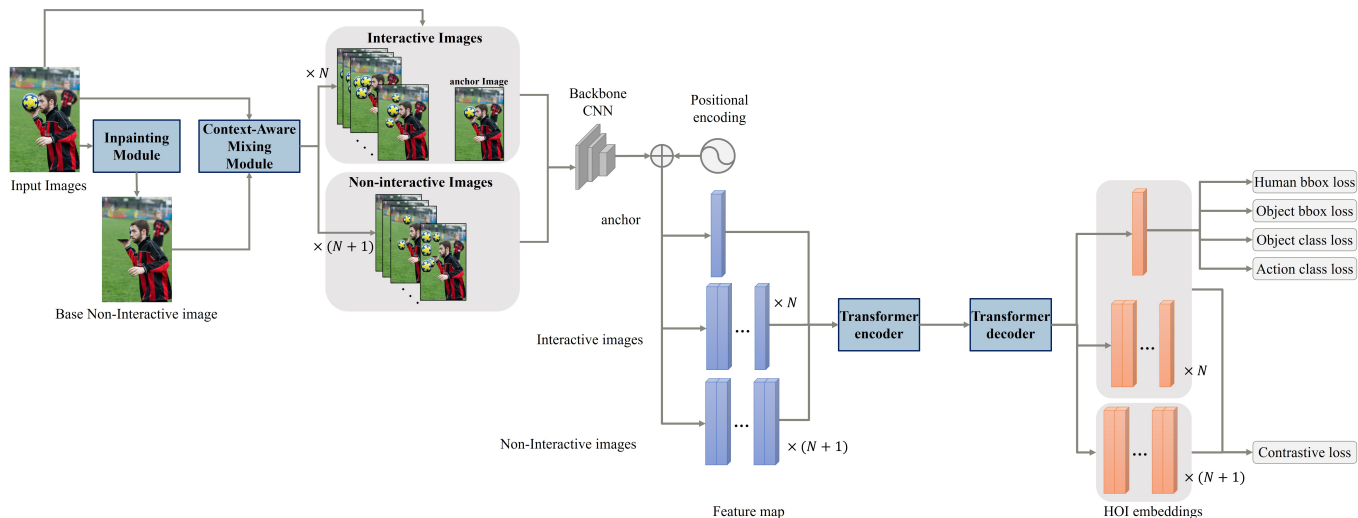 Interactive Images
× N
anchor Image
Input Images
Inpainting
Module
Context-Aware
Mixing
Module
Base Non-Interactive image
Non-interactive Images
× (N + 1)
Backbone
CNN
Positional
encoding
anchor
Interactive images
× N
Non-Interactive images
× (N + 1)
Feature map
Transformer
encoder
Transformer
decoder
× N
× (N + 1)
HOI embeddings
Human bbox loss
Object bbox loss
Object class loss
Action class loss
Contrastive loss